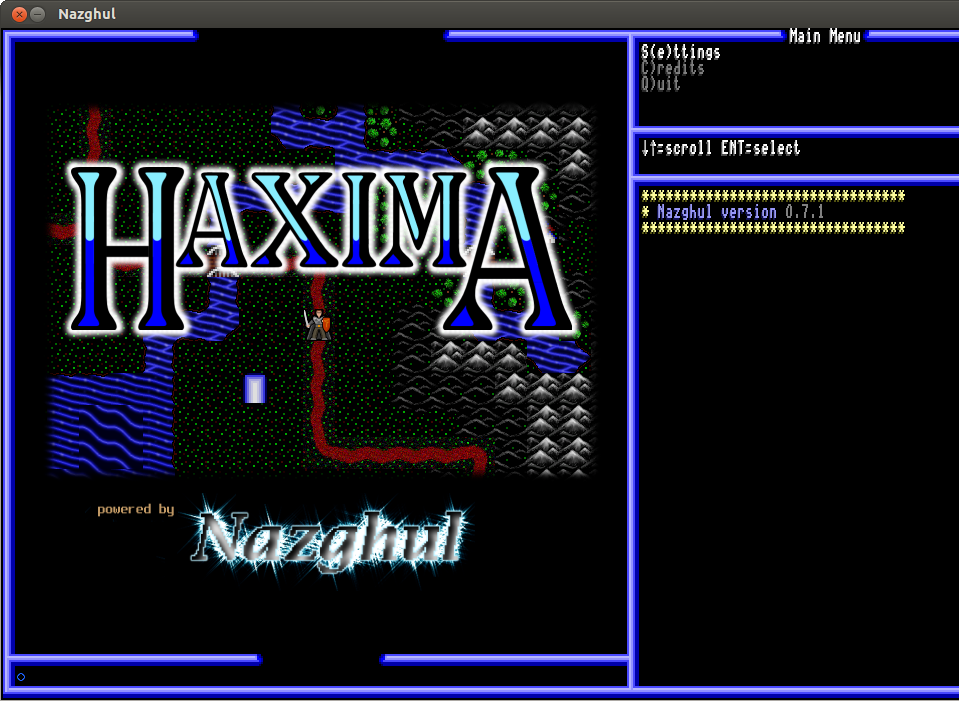 Nazghul
Main Menu
S(e)ttings
C)redits
Q)uit
↓↑=scroll ENT=select
*********************************
* Nazghul version 0.7.1
*********************************
HAXIMA
powered by
Nazghul